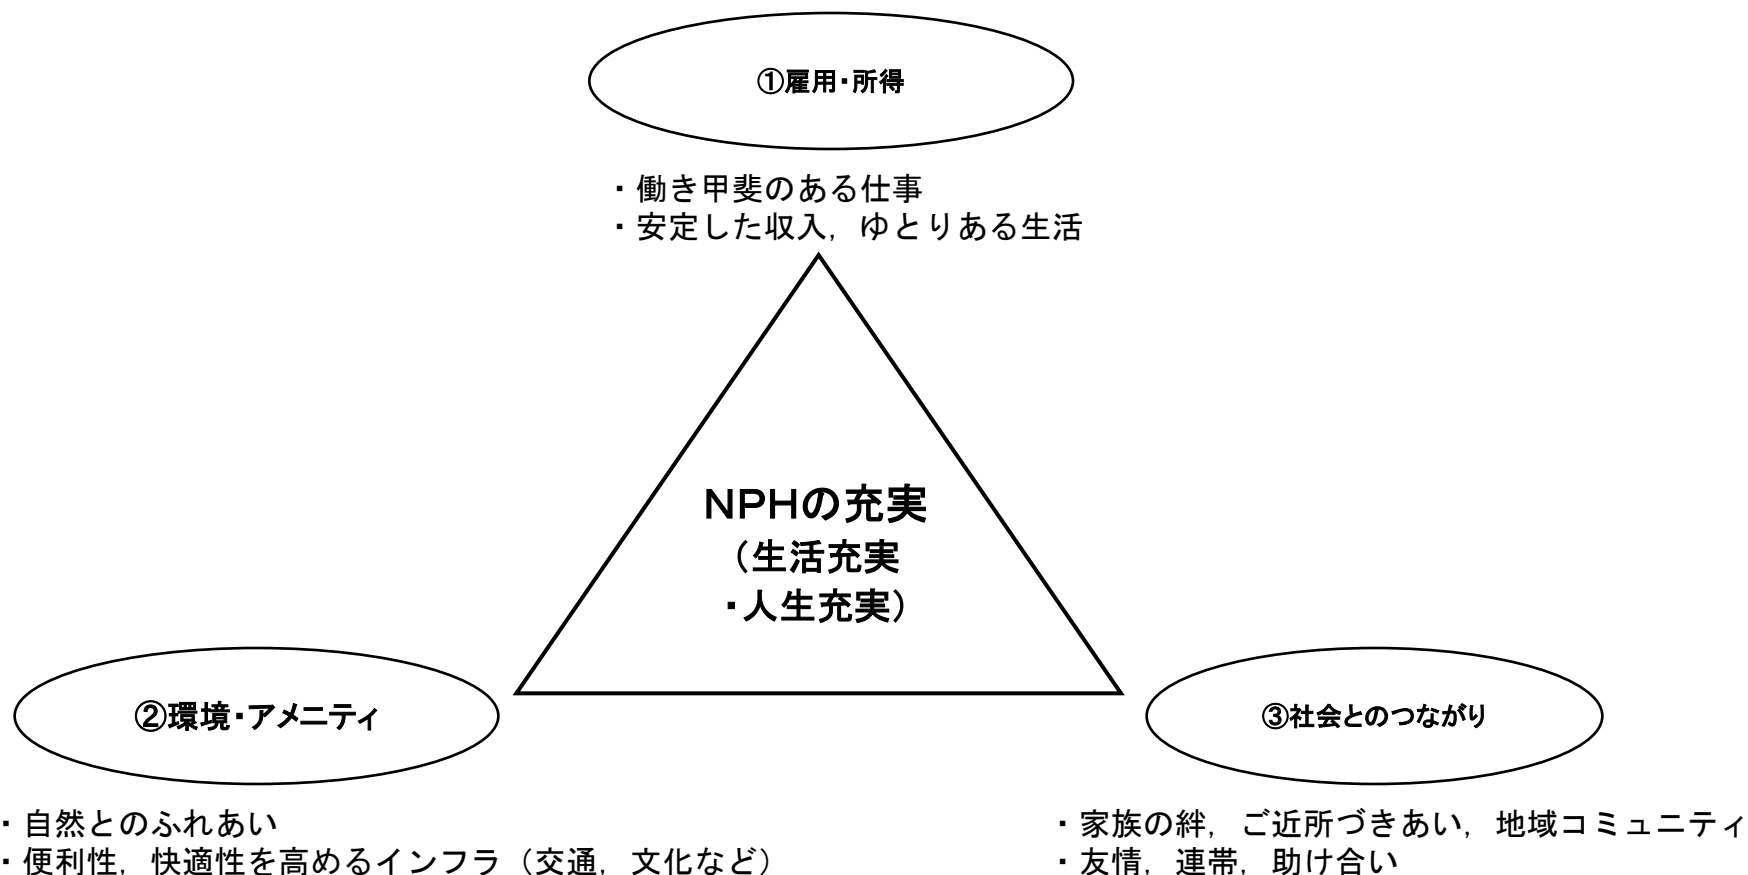 ①雇用・所得
・働き甲斐のある仕事
・安定した収入，ゆとりある生活
NPHの充実
（生活充実
・人生充実）
②環境・アメニティ
・自然とのふれあい
・便利性，快適性を高めるインフラ（交通，文化など）
③社会とのつながり
・家族の絆，ご近所づきあい，地域コミュニティ
・友情，連帯，助け合い